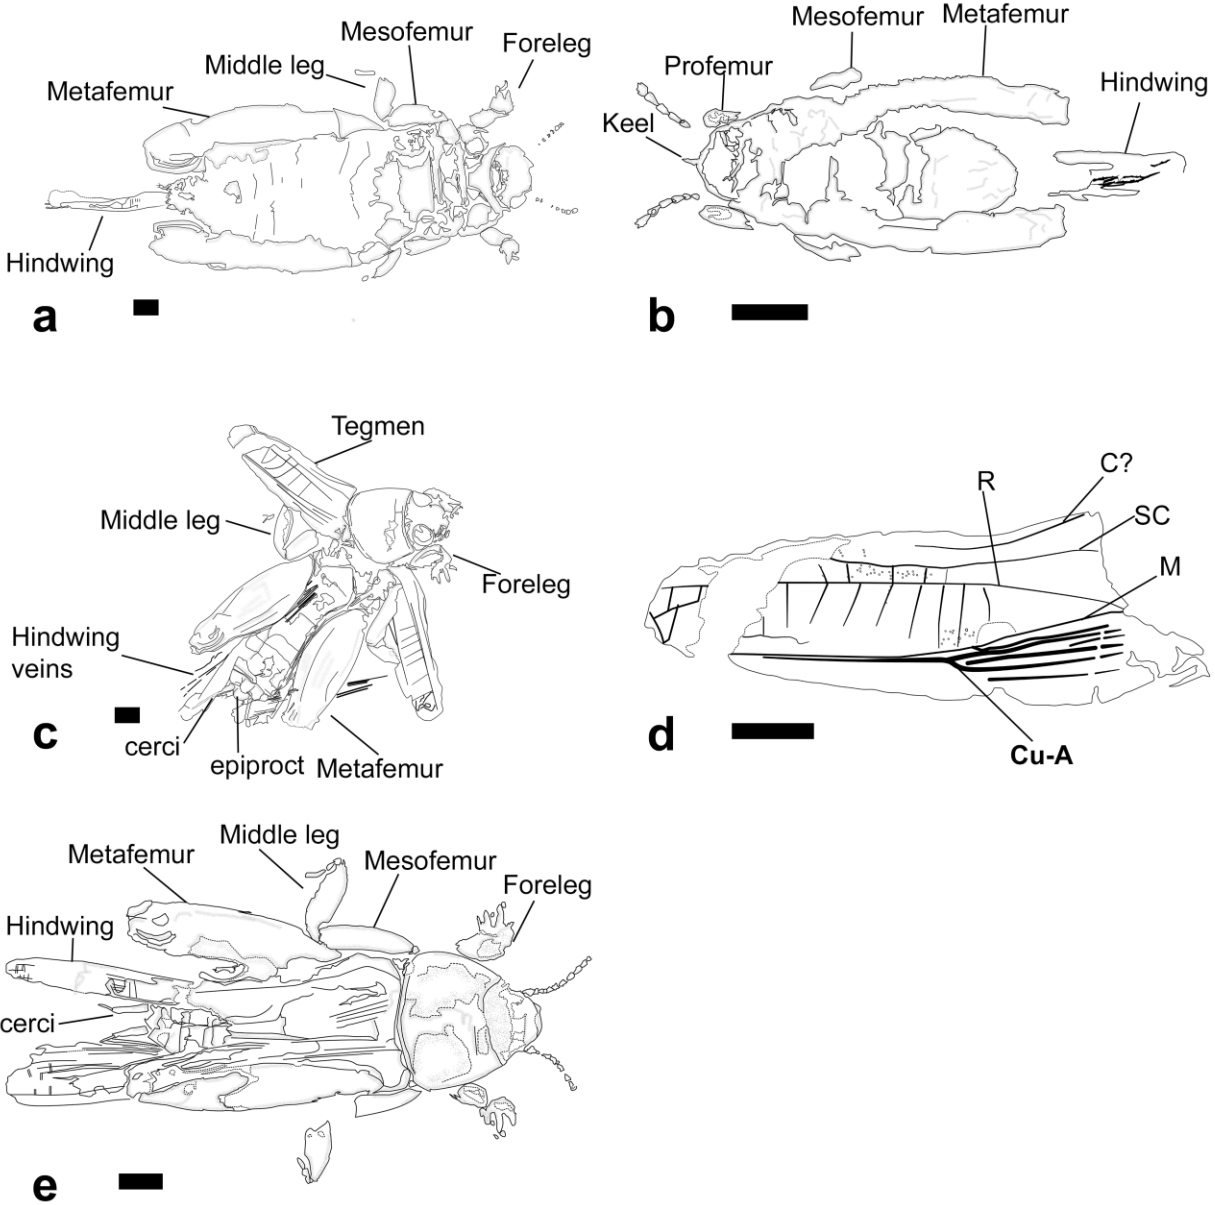 Mesofemur
Foreleg
Middle leg
Metafemur
Hindwing
a
Mesofemur
Metafemur
Profemur
Hindwing
Keel
b
Tegmen
Middle leg
Foreleg
Hindwing
veins
cerci
epiproct
Metafemur
c
C?
R
SC
M
Cu-A
d
Middle leg
Metafemur
Mesofemur
Foreleg
Hindwing
cerci
e